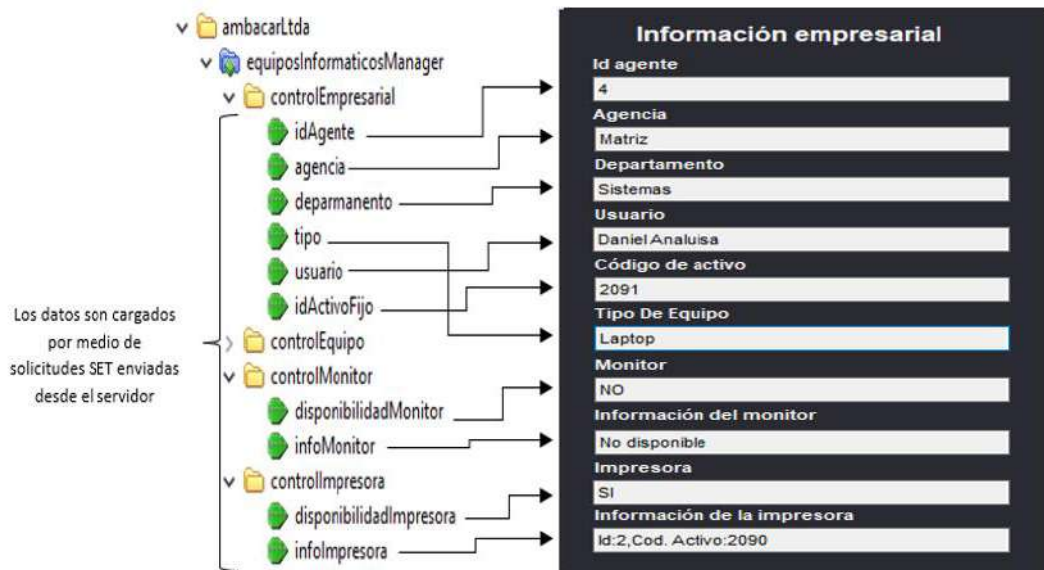 ambacarLtda
equiposInformaticosManager
controlEmpresarial
idAgente
agencia
deparmanento
tipo
usuario
idActivoFijo
controlEquipo
controlMonitor
disponibilidadMonitor
infoMonitor
controlImpresora
disponibilidadImpresora
infoImpresora
Los datos son cargados
por medio de
solicitudes SET enviadas
desde el servidor
Información empresarial
Id agente
4
Agencia
Matriz
Departamento
Sistemas
Usuario
Daniel Analuisa
Código de activo
2091
Tipo De Equipo
Laptop
Monitor
NO
Información del monitor
No disponible
Impresora
SI
Información de la impresora
Id:2,Cod. Activo:2090